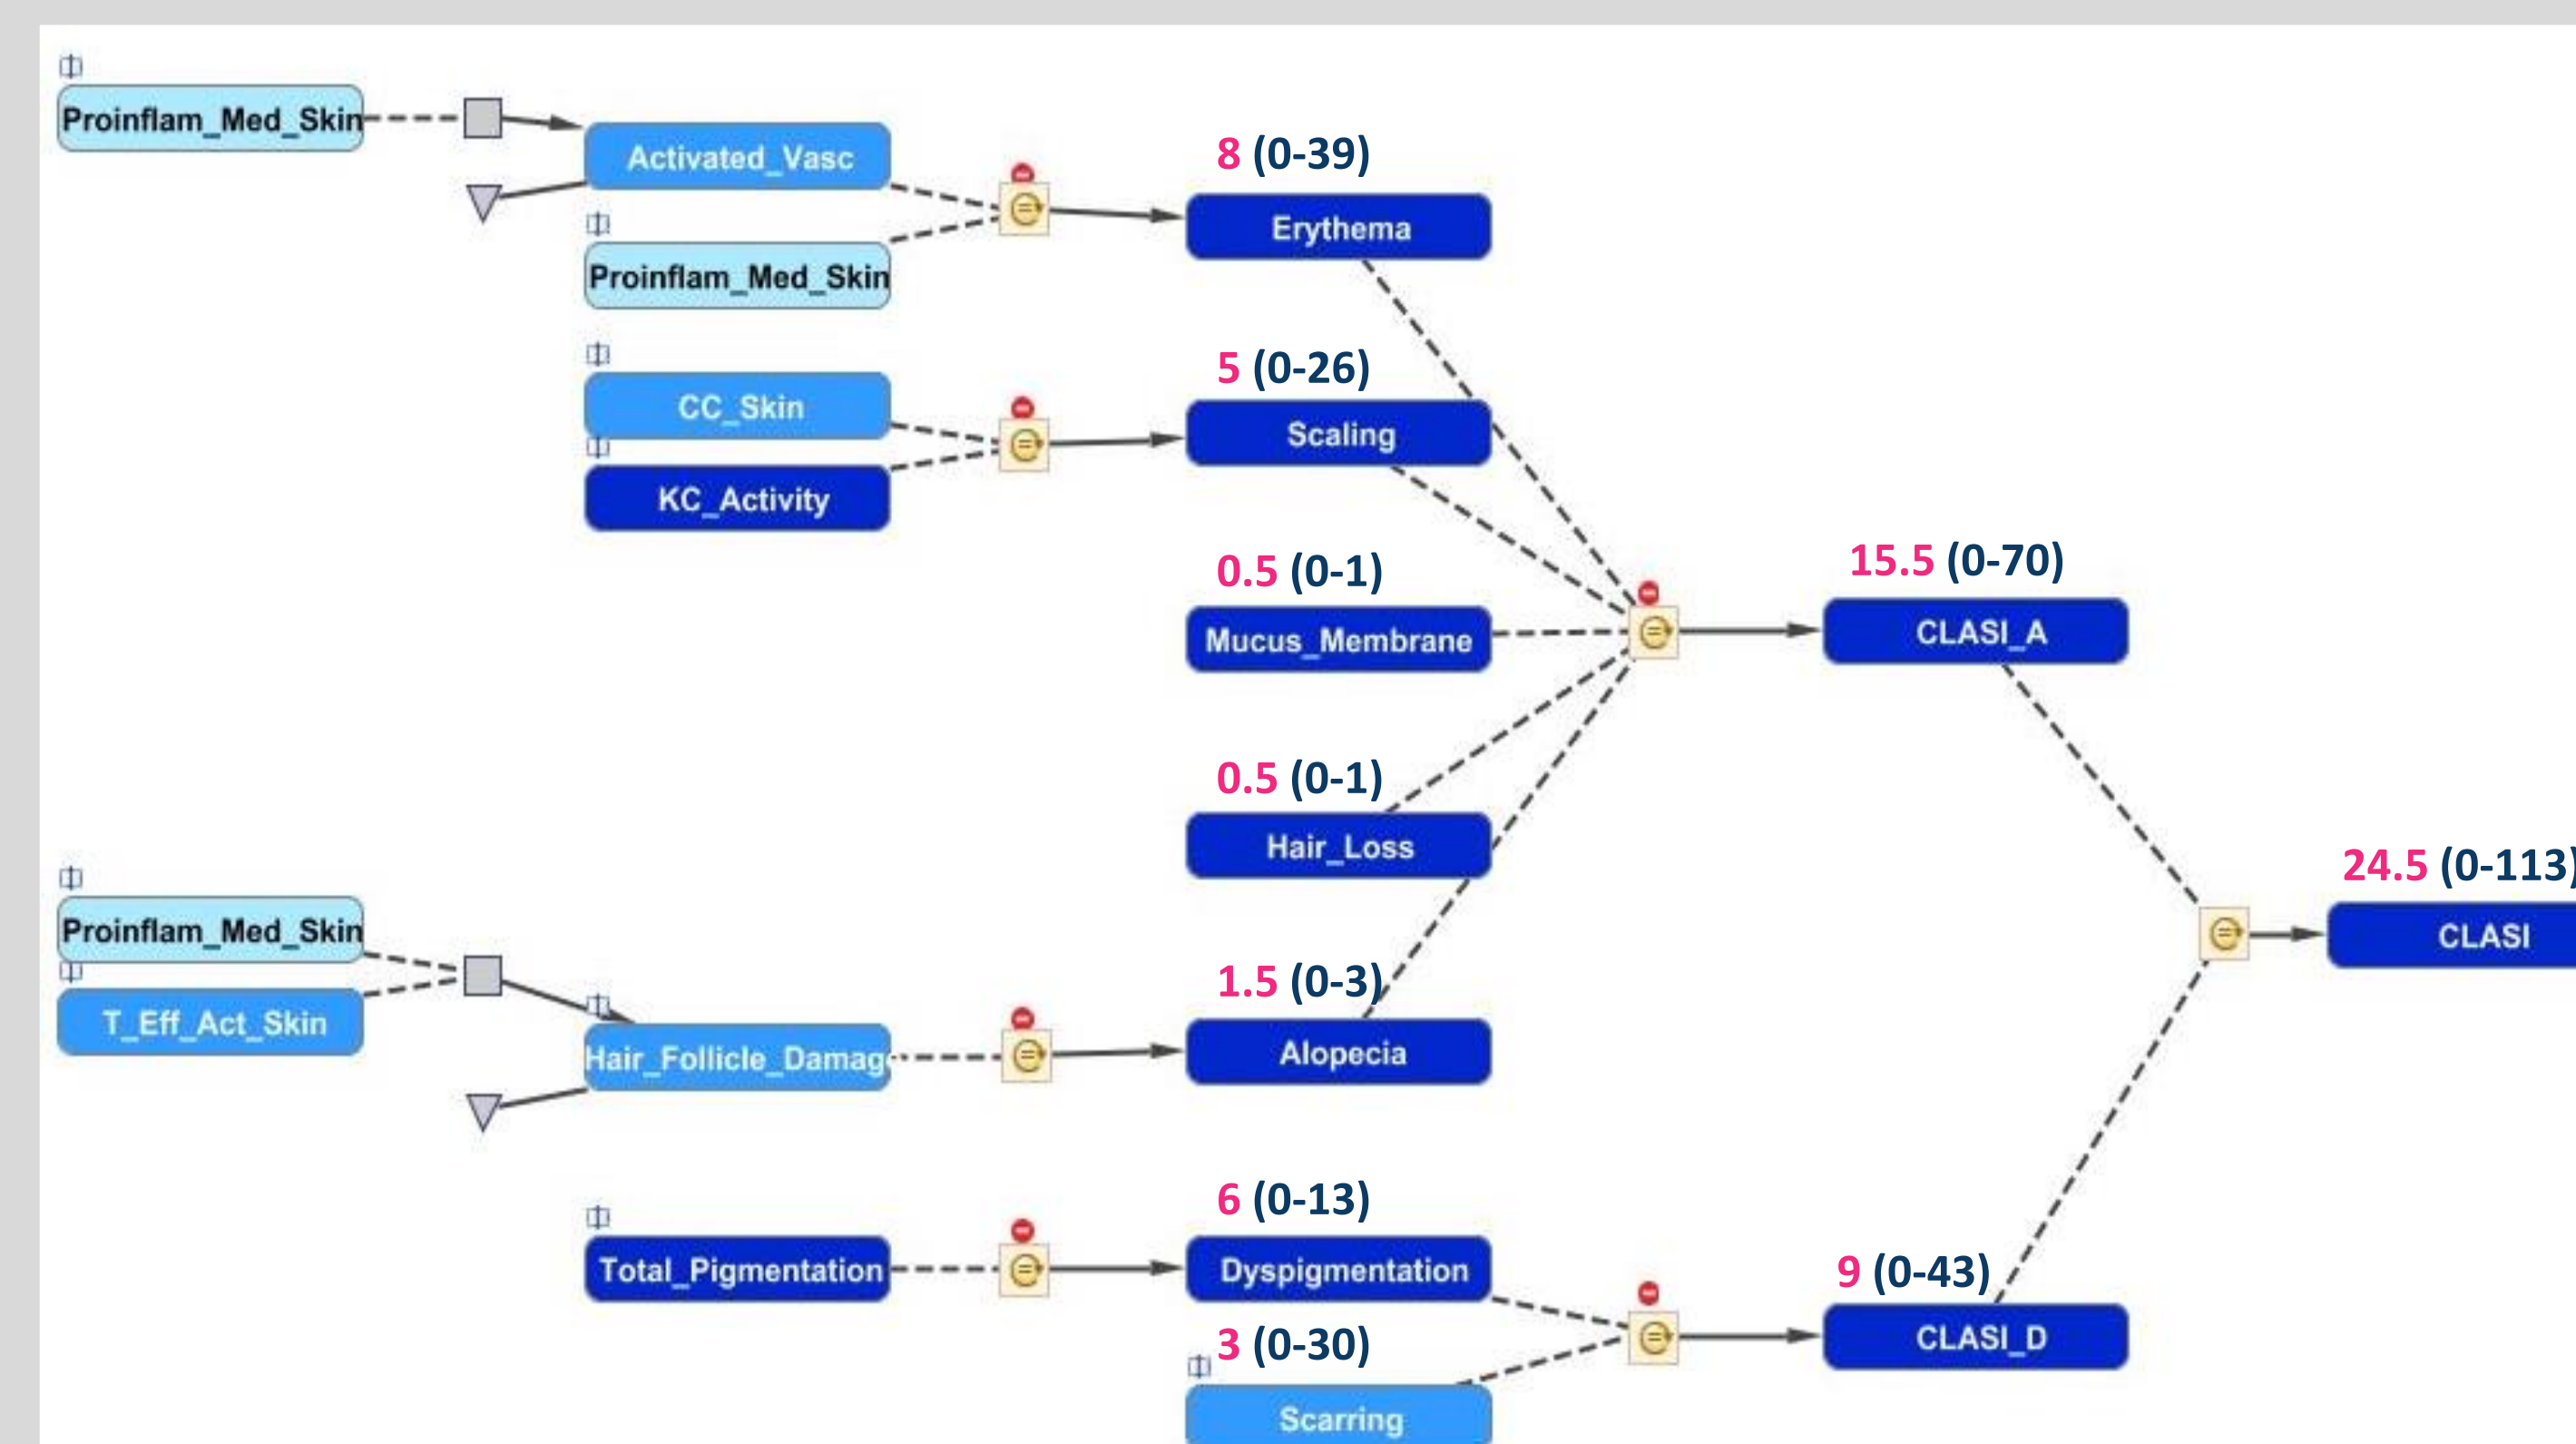 Proinflam_Med_Skin
Activated_Vasc
Proinflam_Med_Skin
8 (0-39)
Erythema
CC_Skin
KC_Activity
5 (0-26)
Scaling
0.5 (0-1)
Mucus_Membrane
15.5 (0-70)
CLASI_A
0.5 (0-1)
Hair_Loss
24.5 (0-113)
CLASI
Proinflam_Med_Skin
T_Eff_Act_Skin
Hair_Follicle_Damage
1.5 (0-3)
Alopecia
Total_Pigmentation
6 (0-13)
Dyspigmentation
9 (0-43)
CLASI_D
3 (0-30)
Scarring